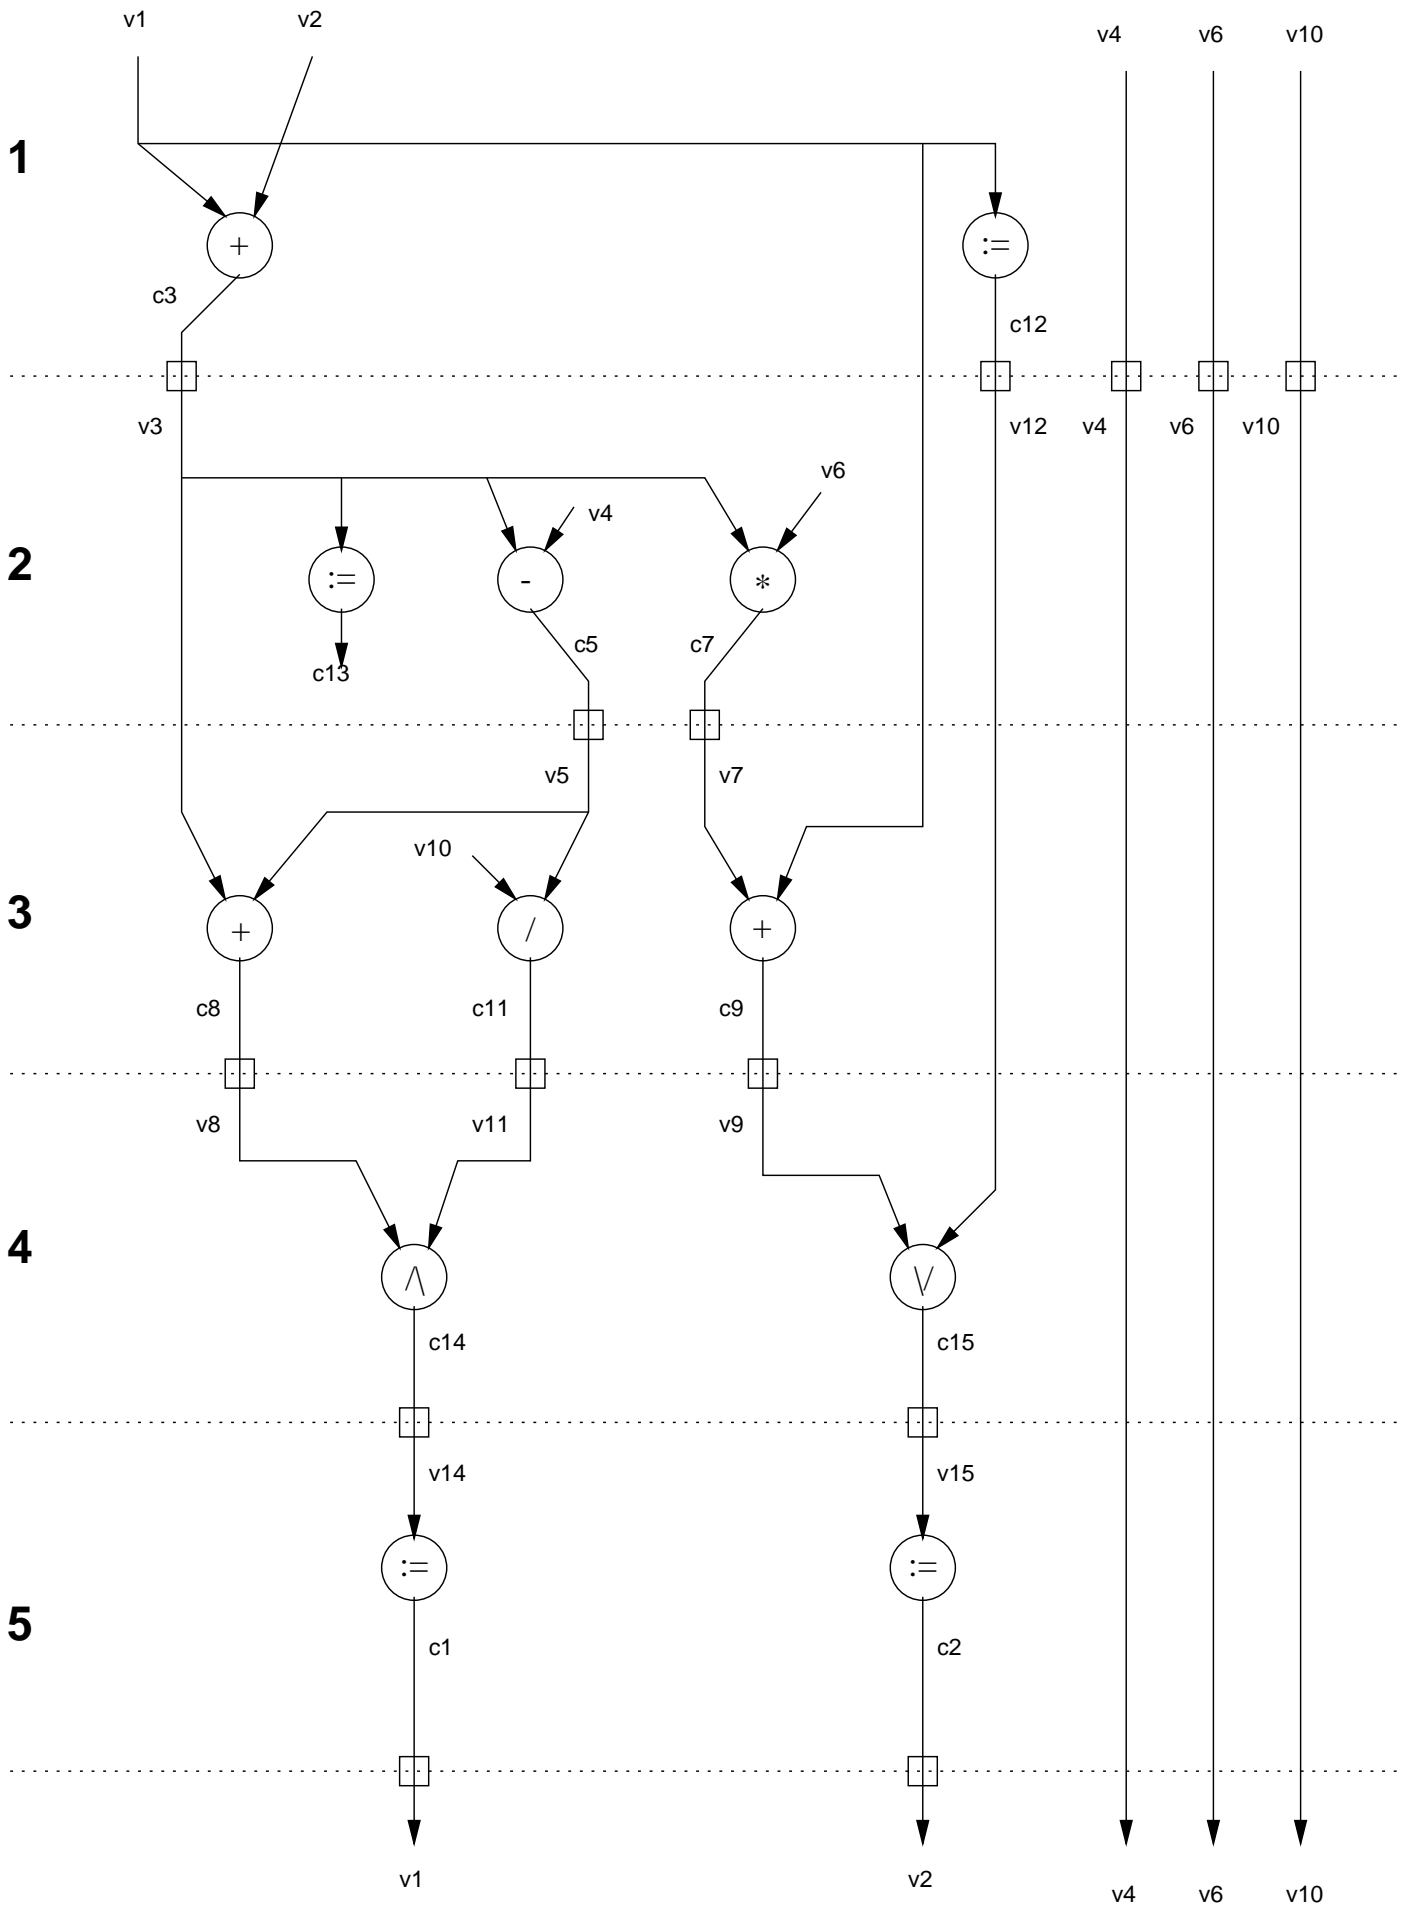 v1 v2 v4 v6 v10
1
+ :=
c3
c12
v3 v12 v4 v6 v10
v6
v4
2
:= - *
c5 c7
c13
v5 v7
v10
3
+ / +
c8 c11 c9
v8 v11 v9
4
/\ \/
c14 c15
v14 v15
:= :=
5
c1 c2
v1 v2 v4 v6 v10